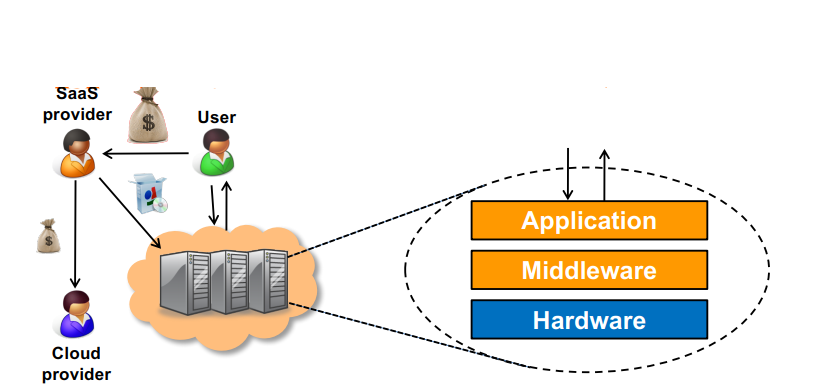 SaaS
provider
User
$
$
Cloud
provider
Application
Middleware
Hardware